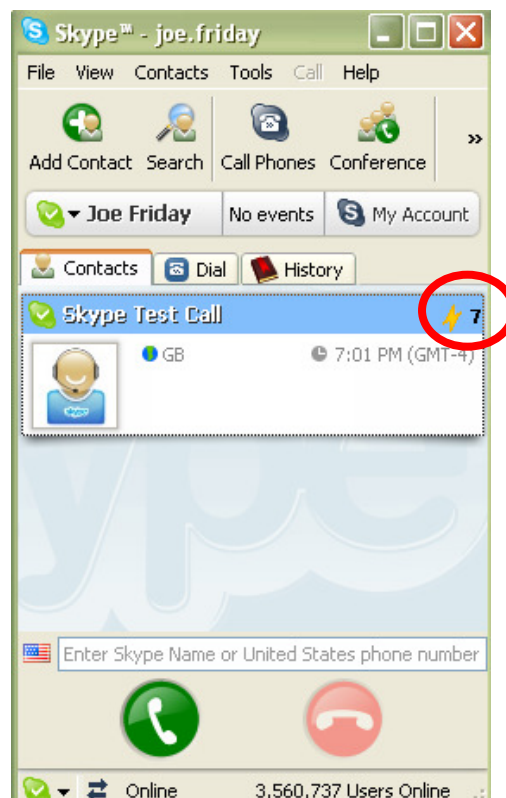 Skype™ - joe.friday
File View Contacts Tools Call Help
Add Contact Search Call Phones Conference »
Joe Friday No events My Account
Contacts Dial History
Skype Test Call 7
GB 7:01 PM (GMT-4)
Enter Skype Name or United States phone number
Online 3,560,737 Users Online